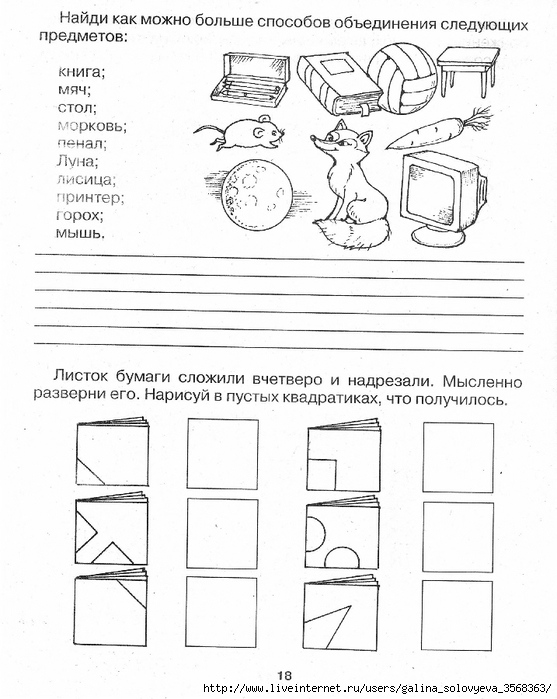 Найди как можно больше способов объединения следующих
предметов:
книга;
мяч;
стол;
морковь;
пенал;
Луна;
лисица;
принтер;
горох;
мышь.
Листок бумаги сложили вчетверо и надрезали. Мысленно
разверни его. Нарисуй в пустых квадратиках, что получилось.
18
http://www.liveinternet.ru/users/galina_solovyeva_3568363/